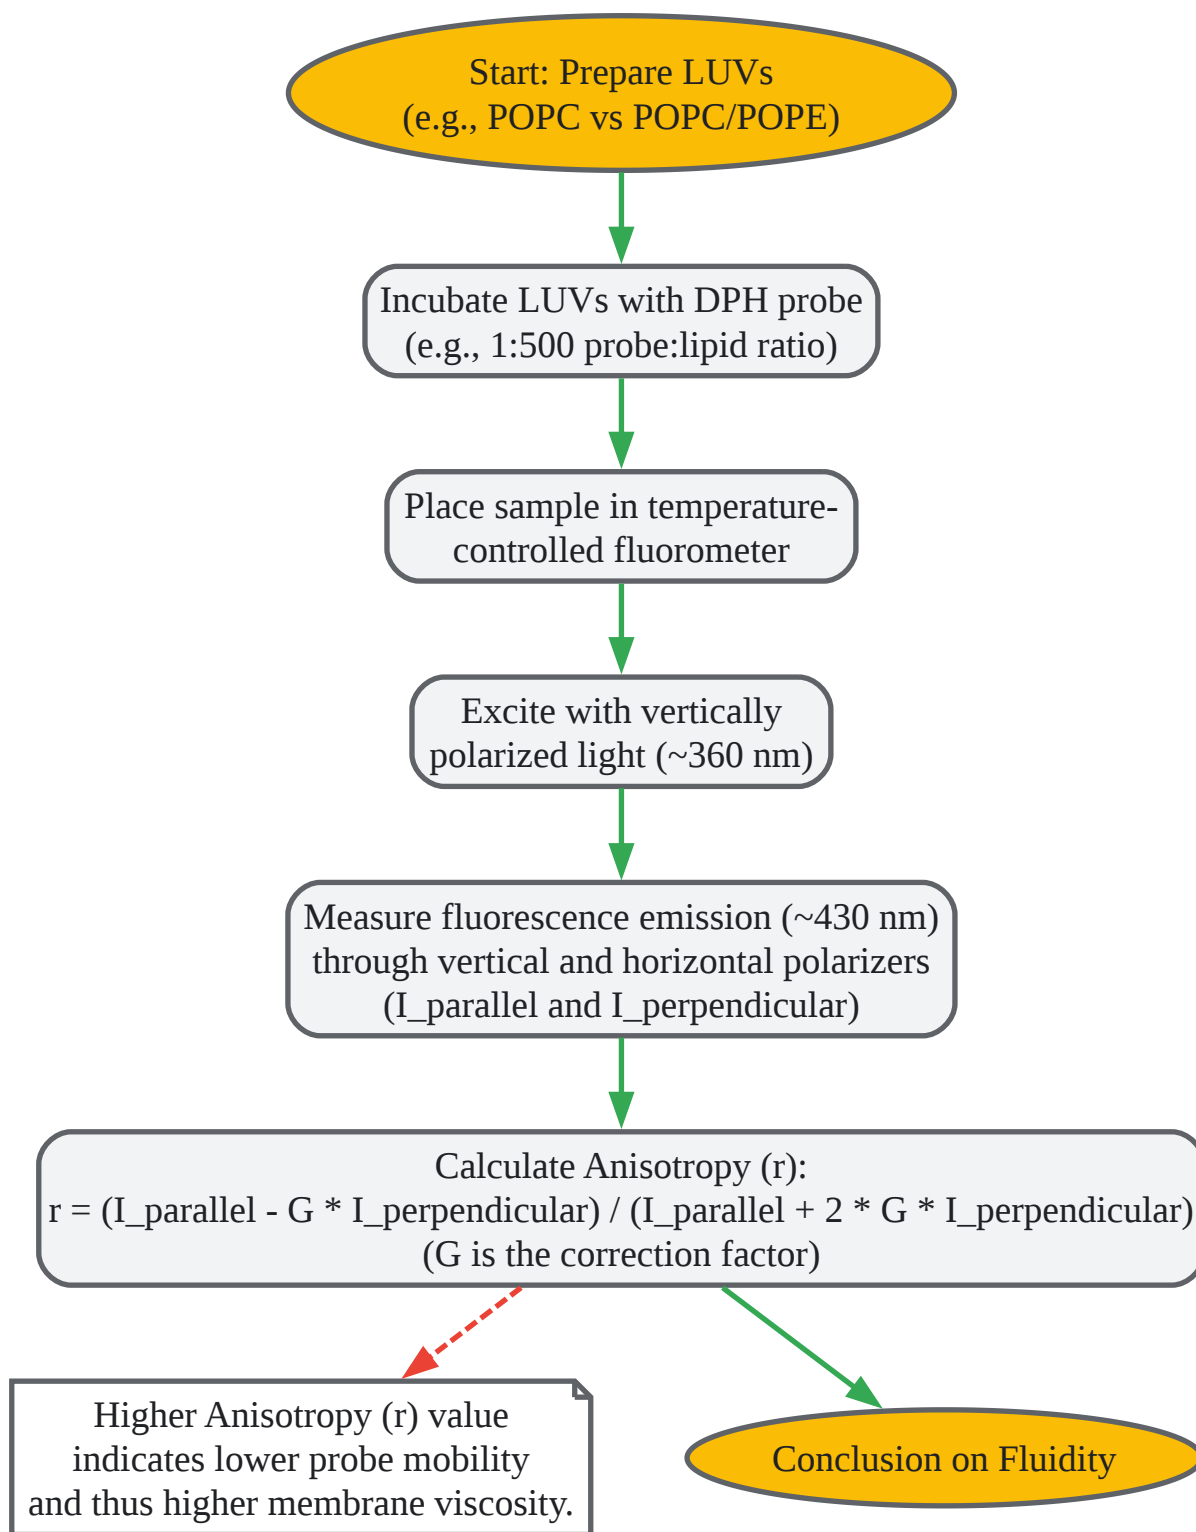 Start: Prepare LUVs
(e.g., POPC vs POPC/POPE)
Incubate LUVs with DPH probe
(e.g., 1:500 probe:lipid ratio)
Place sample in temperature-
controlled fluorometer
Excite with vertically
polarized light (~360 nm)
Measure fluorescence emission (~430 nm)
through vertical and horizontal polarizers
(I_parallel and I_perpendicular)
Calculate Anisotropy (r):
r = (I_parallel - G * I_perpendicular) / (I_parallel + 2 * G * I_perpendicular)
(G is the correction factor)
Higher Anisotropy (r) value
indicates lower probe mobility
and thus higher membrane viscosity.
Conclusion on Fluidity